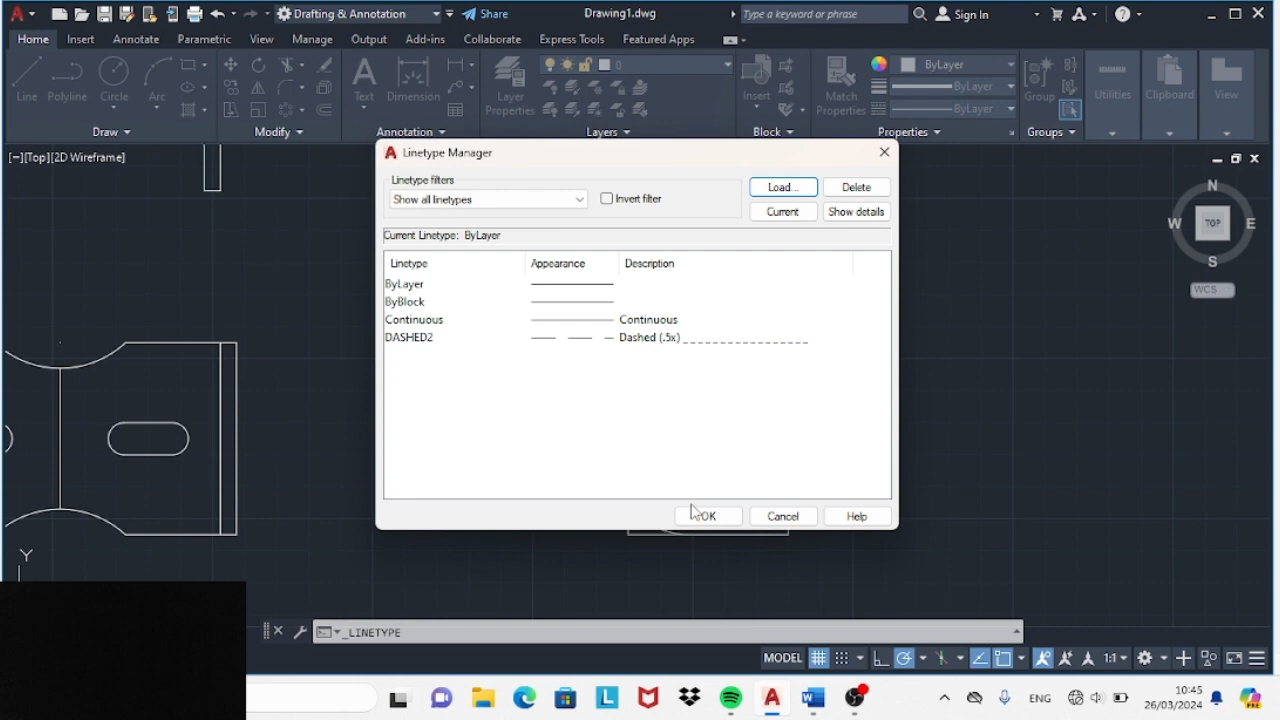 Drafting & Annotation Share Drawing1.dwg Type a keyword or phrase Sign In
Home Insert Annotate Parametric View Manage Output Add-ins Collaborate Express Tools Featured Apps
0 ByLayer
ByLayer
ByLayer
Line Polyline Circle Arc Text Dimension Layer Properties Insert Match Properties Group Utilities Clipboard View
Draw Modify Annotation Layers Block Properties Groups
[−][Top][2D Wireframe]
Linetype Manager
Linetype filters
Show all linetypes
Invert filter
Load... Delete
Current Show details
Current Linetype: ByLayer
Linetype Appearance Description
ByLayer
ByBlock
Continuous Continuous
DASHED2 Dashed (.5x) _ _ _ _ _ _ _ _ _ _ _ _ _ _ _ _ _ _
OK Cancel Help
N
W TOP E
S
WCS
Y
_LINETYPE
MODEL 1:1
L W ENG PRE
10:45
26/03/2024